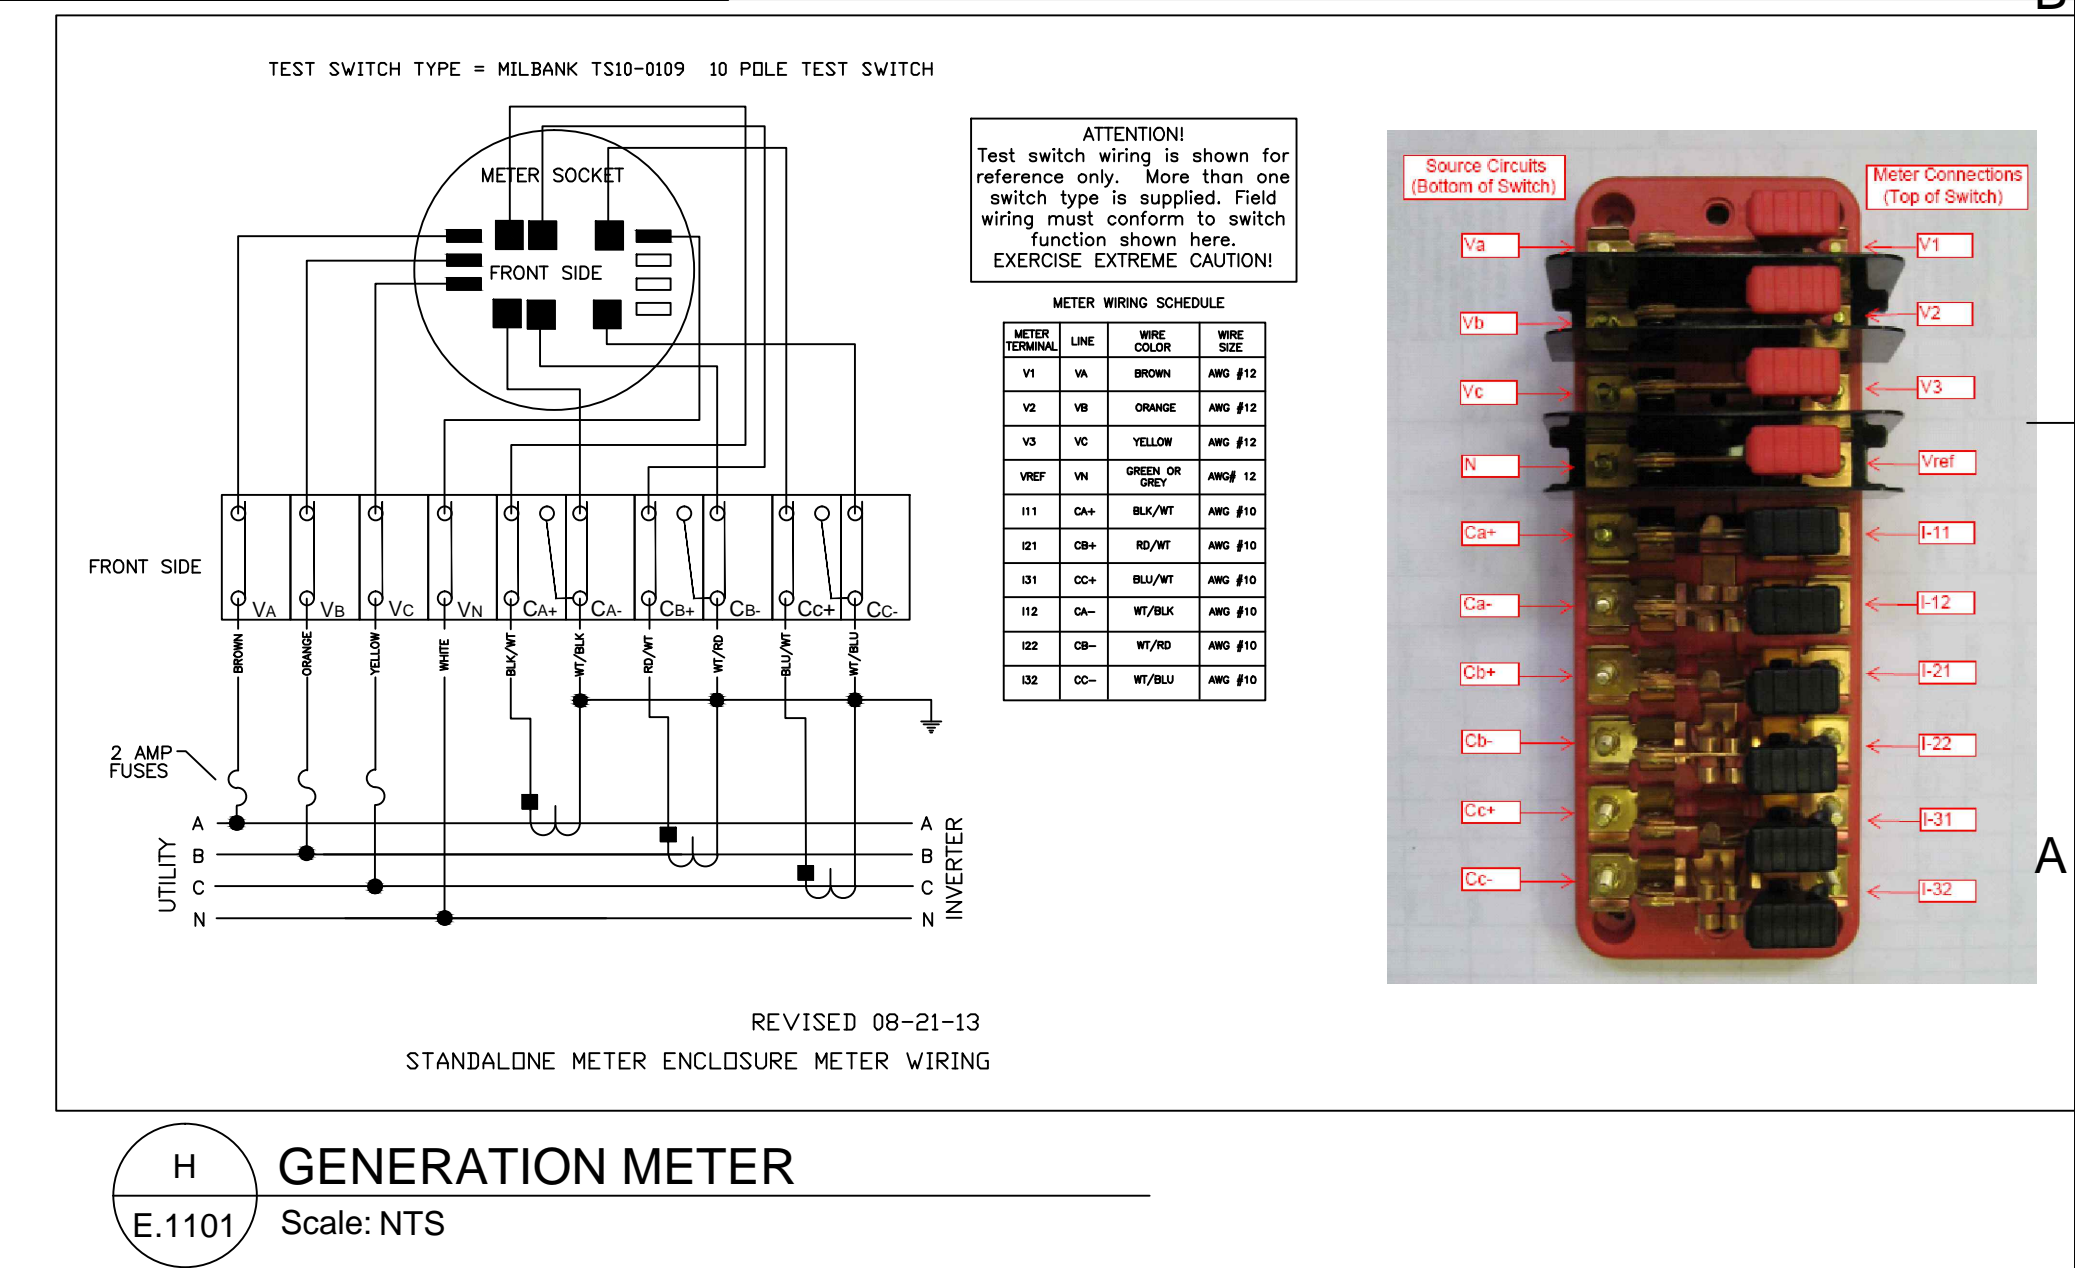 B
TEST SWITCH TYPE = MILBANK TS10-0109  10 POLE TEST SWITCH
METER SOCKET
FRONT SIDE
ATTENTION!
Test switch wiring is shown for
reference only.  More than one
switch type is supplied. Field
wiring must conform to switch
function shown here.
EXERCISE EXTREME CAUTION!
METER WIRING SCHEDULE
METER TERMINAL LINE WIRE COLOR WIRE SIZE
V1 VA BROWN AWG #12
V2 VB ORANGE AWG #12
V3 VC YELLOW AWG #12
VREF VN GREEN OR GREY AWG# 12
I11 CA+ BLK/WT AWG #10
I21 CB+ RD/WT AWG #10
I31 CC+ BLU/WT AWG #10
I12 CA- WT/BLK AWG #10
I22 CB- WT/RD AWG #10
I32 CC- WT/BLU AWG #10
Source Circuits
(Bottom of Switch)
Meter Connections
(Top of Switch)
Va V1
Vb V2
Vc V3
N Vref
Ca+ I-11
Ca- I-12
Cb+ I-21
Cb- I-22
Cc+ I-31
Cc- I-32
FRONT SIDE
VA VB VC VN CA+ CA- CB+ CB- CC+ CC-
BROWN ORANGE YELLOW WHITE BLK/WT WT/BLK RD/WT WT/RD BLU/WT WT/BLU
2 AMP
FUSES
UTILITY
A A
B B
C C
N N
INVERTER
A
REVISED 08-21-13
STANDALONE METER ENCLOSURE METER WIRING
H
E.1101
GENERATION METER
Scale: NTS